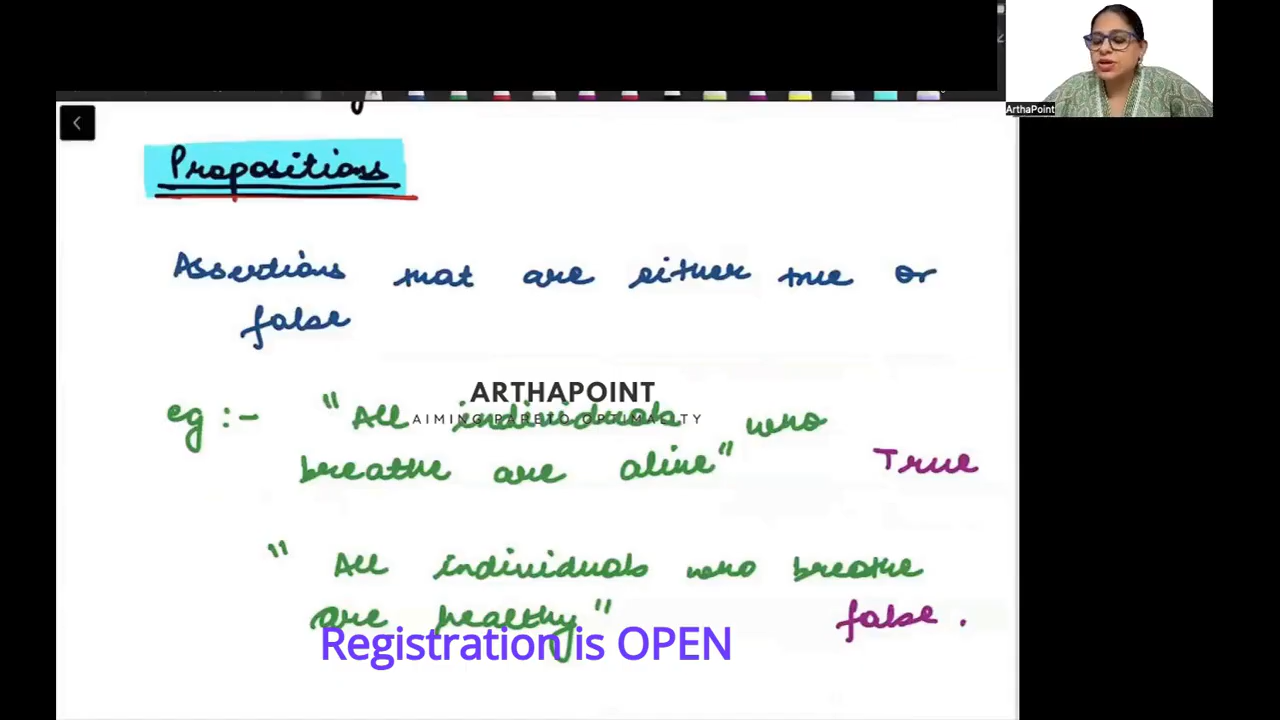 ArthaPoint
Propositions
Assertions that are either true or
false
ARTHAPOINT
AIMING PARETO OPTIMALITY
eg :- "All individuals who
breathe are alive" True
" All individuals who breathe
are healthy" false .
Registration is OPEN